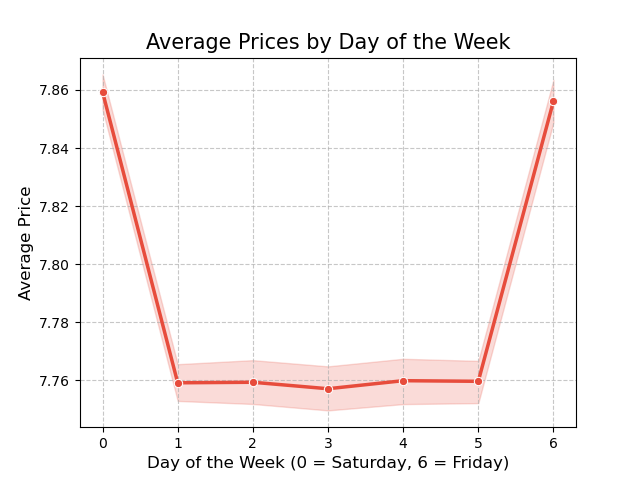 Average Prices by Day of the Week
Average Price
7.86
7.84
7.82
7.80
7.78
7.76
0 1 2 3 4 5 6
Day of the Week (0 = Saturday, 6 = Friday)